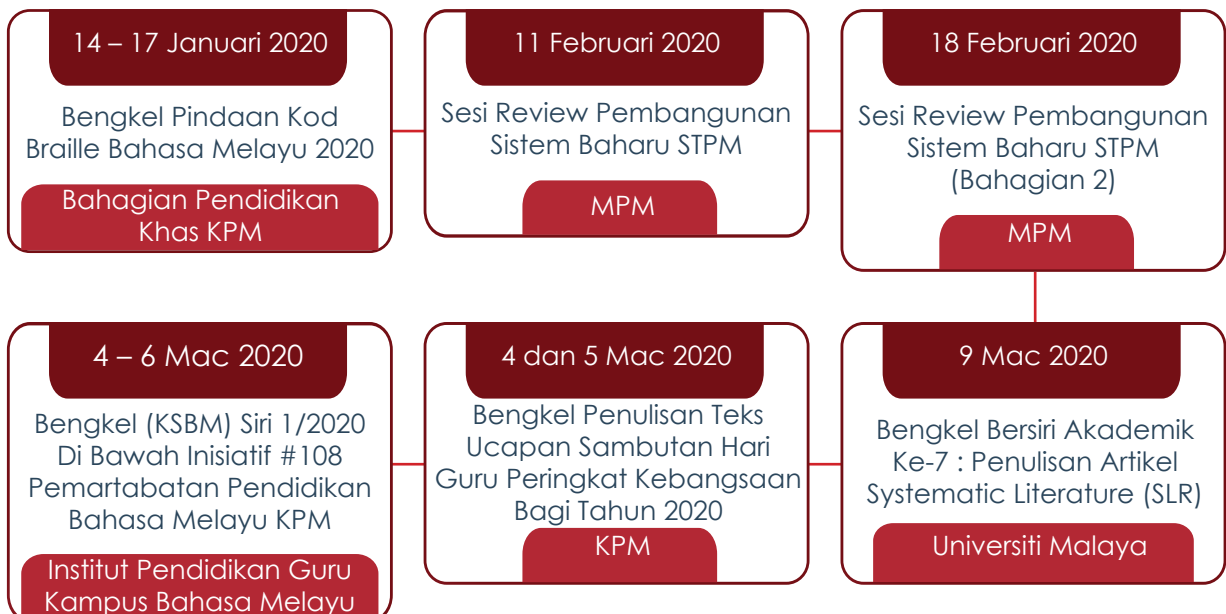 14 – 17 Januari 2020
Bengkel Pindaan Kod
Braille Bahasa Melayu 2020
Bahagian Pendidikan
Khas KPM
11 Februari 2020
Sesi Review Pembangunan
Sistem Baharu STPM
MPM
18 Februari 2020
Sesi Review Pembangunan
Sistem Baharu STPM
(Bahagian 2)
MPM
4 – 6 Mac 2020
Bengkel (KSBM) Siri 1/2020
Di Bawah Inisiatif #108
Pemartabatan Pendidikan
Bahasa Melayu KPM
Institut Pendidikan Guru
Kampus Bahasa Melayu
4 dan 5 Mac 2020
Bengkel Penulisan Teks
Ucapan Sambutan Hari
Guru Peringkat Kebangsaan
Bagi Tahun 2020
KPM
9 Mac 2020
Bengkel Bersiri Akademik
Ke-7 : Penulisan Artikel
Systematic Literature (SLR)
Universiti Malaya